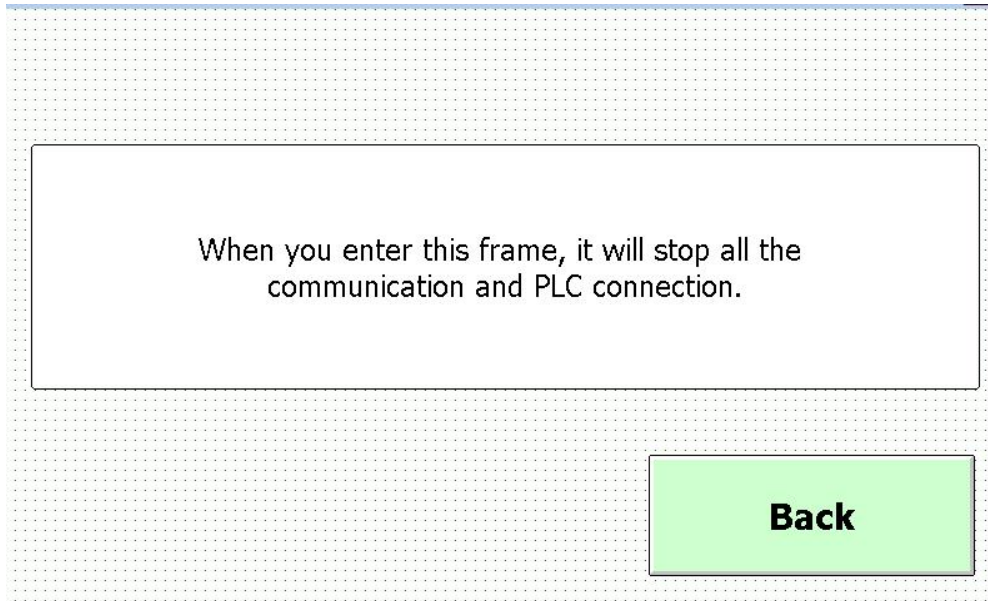 When you enter this frame, it will stop all the
communication and PLC connection.
Back